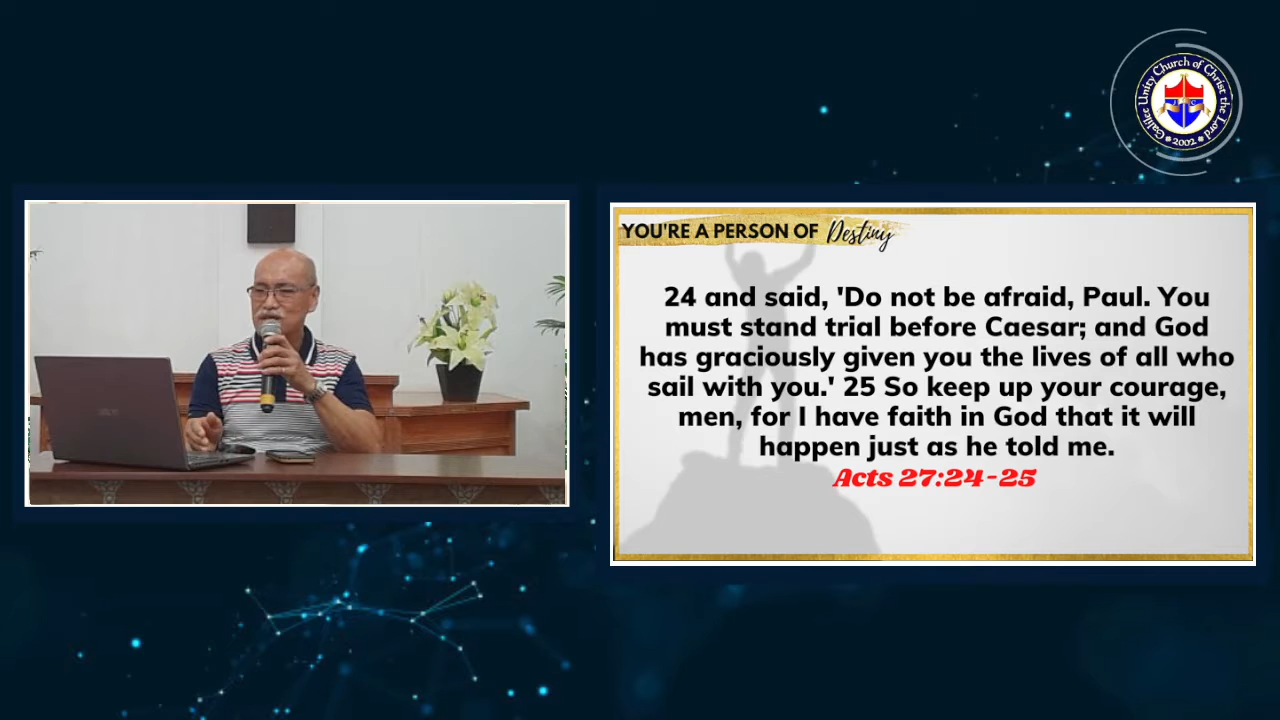 Galilee Unity Church of Christ the Lord
2002
YOU'RE A PERSON OF Destiny
24 and said, 'Do not be afraid, Paul. You
must stand trial before Caesar; and God
has graciously given you the lives of all who
sail with you.' 25 So keep up your courage,
men, for I have faith in God that it will
happen just as he told me.
Acts 27:24-25